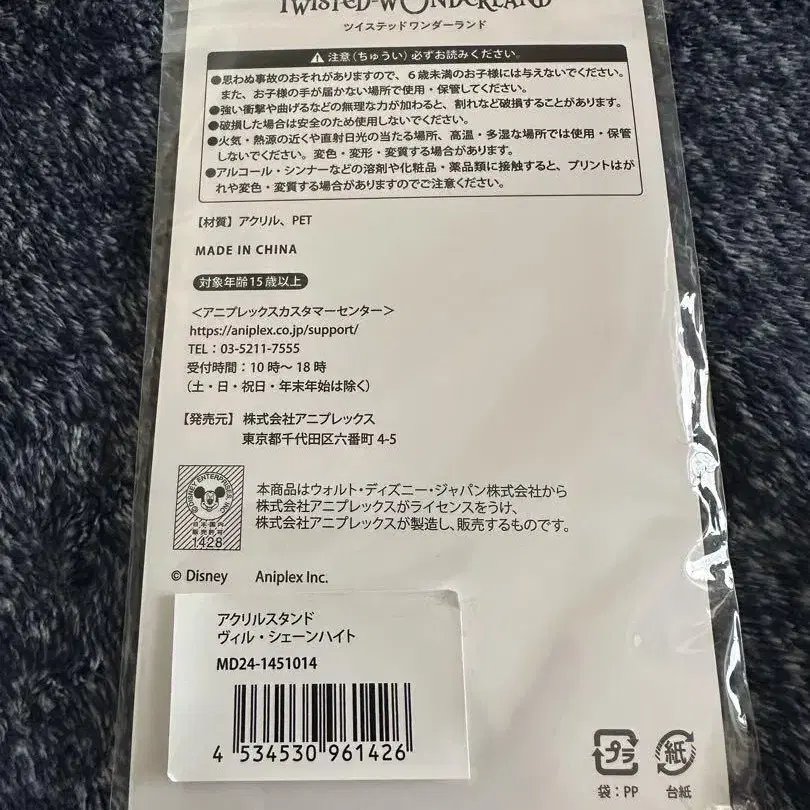 TWISTED-WONDERLAND
ツイステッドワンダーランド
注意(ちゅうい)必ずお読みください。
●思わぬ事故のおそれがありますので、6歳未満のお子様には与えないでください。
また、お子様の手が届かない場所で使用・保管してください。
●強い衝撃や曲げるなどの無理な力が加わると、割れなど破損することがあります。
●破損した場合は安全のため使用しないでください。
●火気・熱源の近くや直射日光の当たる場所、高温・多湿な場所では使用・保管
しないでください。変色・変形・変質する場合があります。
●アルコール・シンナーなどの溶剤や化粧品・薬品類に接触すると、プリントはが
れや変色・変質する場合がありますのでご注意ください。
【材質】アクリル、PET
MADE IN CHINA
対象年齢15歳以上
<アニプレックスカスタマーセンター>
https://aniplex.co.jp/support/
TEL:03-5211-7555
受付時間:10時〜18時
(土・日・祝日・年末年始は除く)
【発売元】株式会社アニプレックス
東京都千代田区六番町4-5
©DISNEY ENTERPRISES, INC.
日本国内
販売許可
1428
本商品はウォルト・ディズニー・ジャパン株式会社から
株式会社アニプレックスがライセンスをうけ、
株式会社アニプレックスが製造し、販売するものです。
© Disney Aniplex Inc.
アクリルスタンド
ヴィル・シェーンハイト
MD24-1451014
4 534530 961426
プラ 紙
袋:PP 台紙